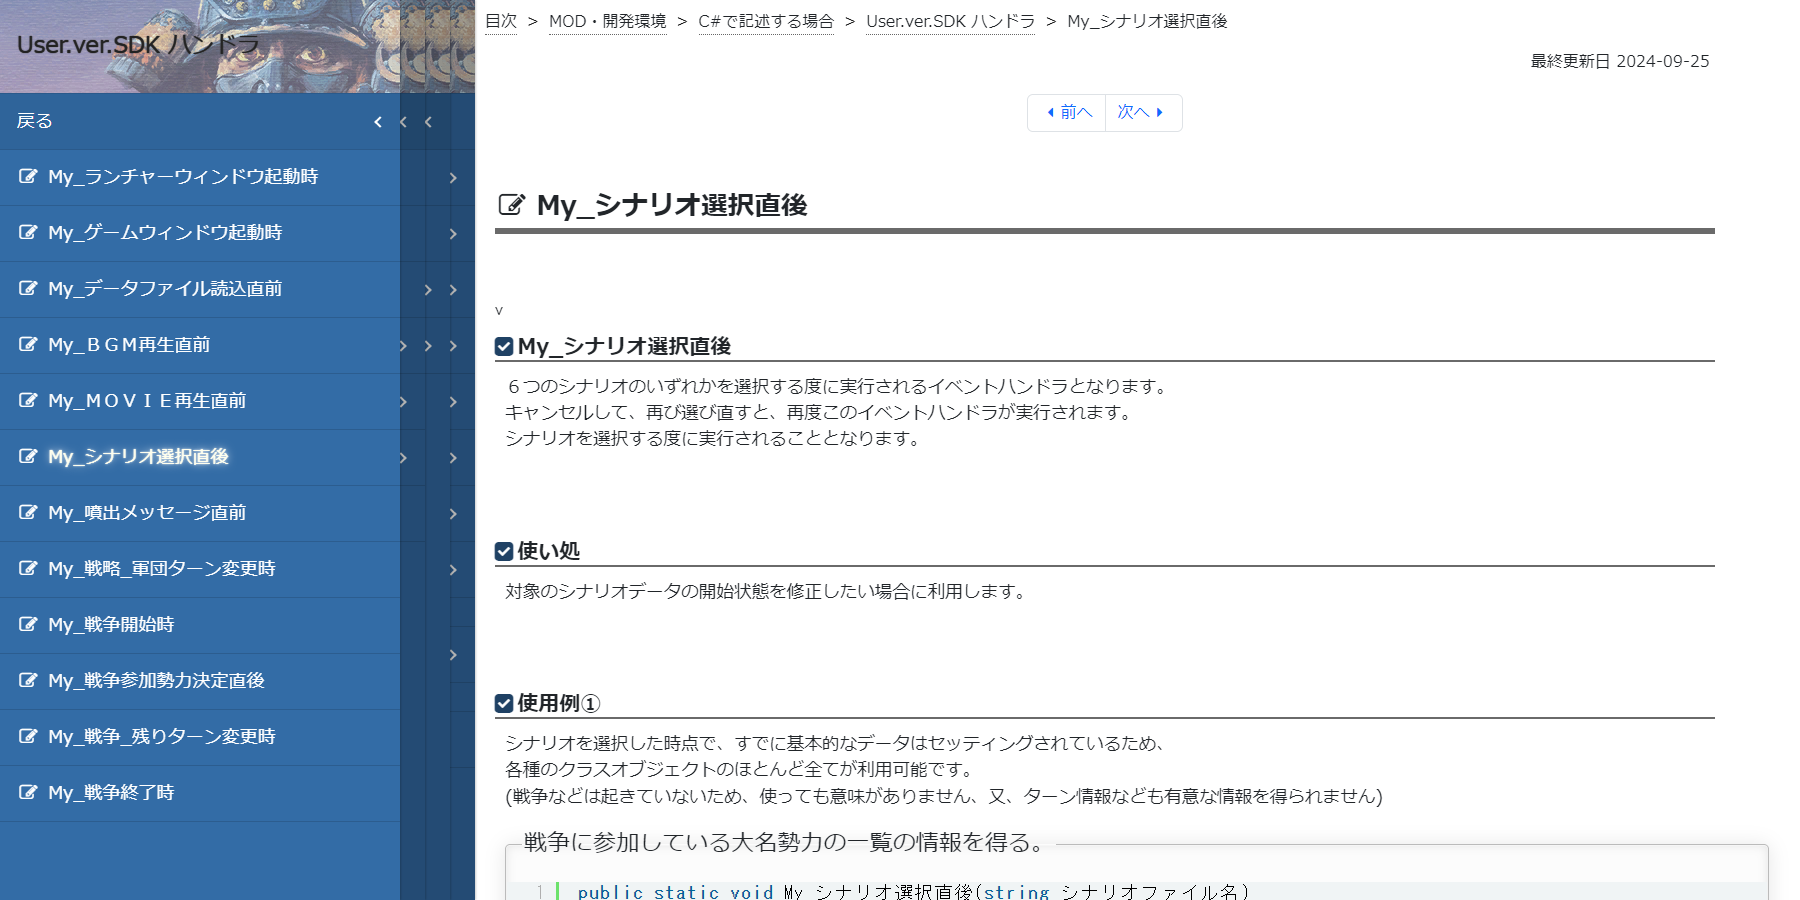 User.ver.SDK ハンドラ
戻る
My_ランチャーウィンドウ起動時
My_ゲームウィンドウ起動時
My_データファイル読込直前
My_ＢＧＭ再生直前
My_ＭＯＶＩＥ再生直前
My_シナリオ選択直後
My_噴出メッセージ直前
My_戦略_軍団ターン変更時
My_戦争開始時
My_戦争参加勢力決定直後
My_戦争_残りターン変更時
My_戦争終了時
目次 > MOD・開発環境 > C#で記述する場合 > User.ver.SDK ハンドラ > My_シナリオ選択直後
最終更新日 2024-09-25
前へ 次へ
My_シナリオ選択直後
v
My_シナリオ選択直後
６つのシナリオのいずれかを選択する度に実行されるイベントハンドラとなります。
キャンセルして、再び選び直すと、再度このイベントハンドラが実行されます。
シナリオを選択する度に実行されることとなります。
使い処
対象のシナリオデータの開始状態を修正したい場合に利用します。
使用例①
シナリオを選択した時点で、すでに基本的なデータはセッティングされているため、
各種のクラスオブジェクトのほとんど全てが利用可能です。
(戦争などは起きていないため、使っても意味がありません、又、ターン情報なども有意な情報を得られません)
戦争に参加している大名勢力の一覧の情報を得る。
1 public static void My_シナリオ選択直後(string シナリオファイル名)